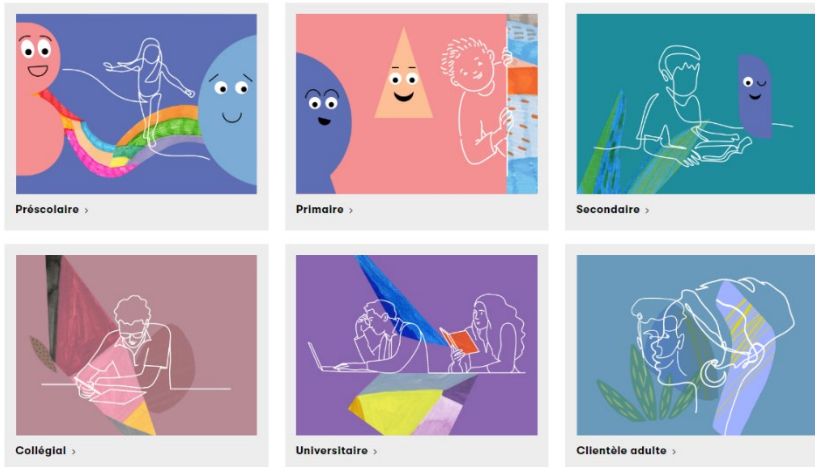 Préscolaire >
Primaire >
Secondaire >
Collégial >
Universitaire >
Clientèle adulte >